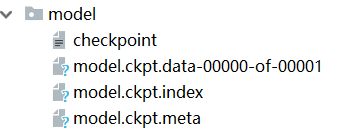 model
checkpoint
model.ckpt.data-00000-of-00001
model.ckpt.index
model.ckpt.meta